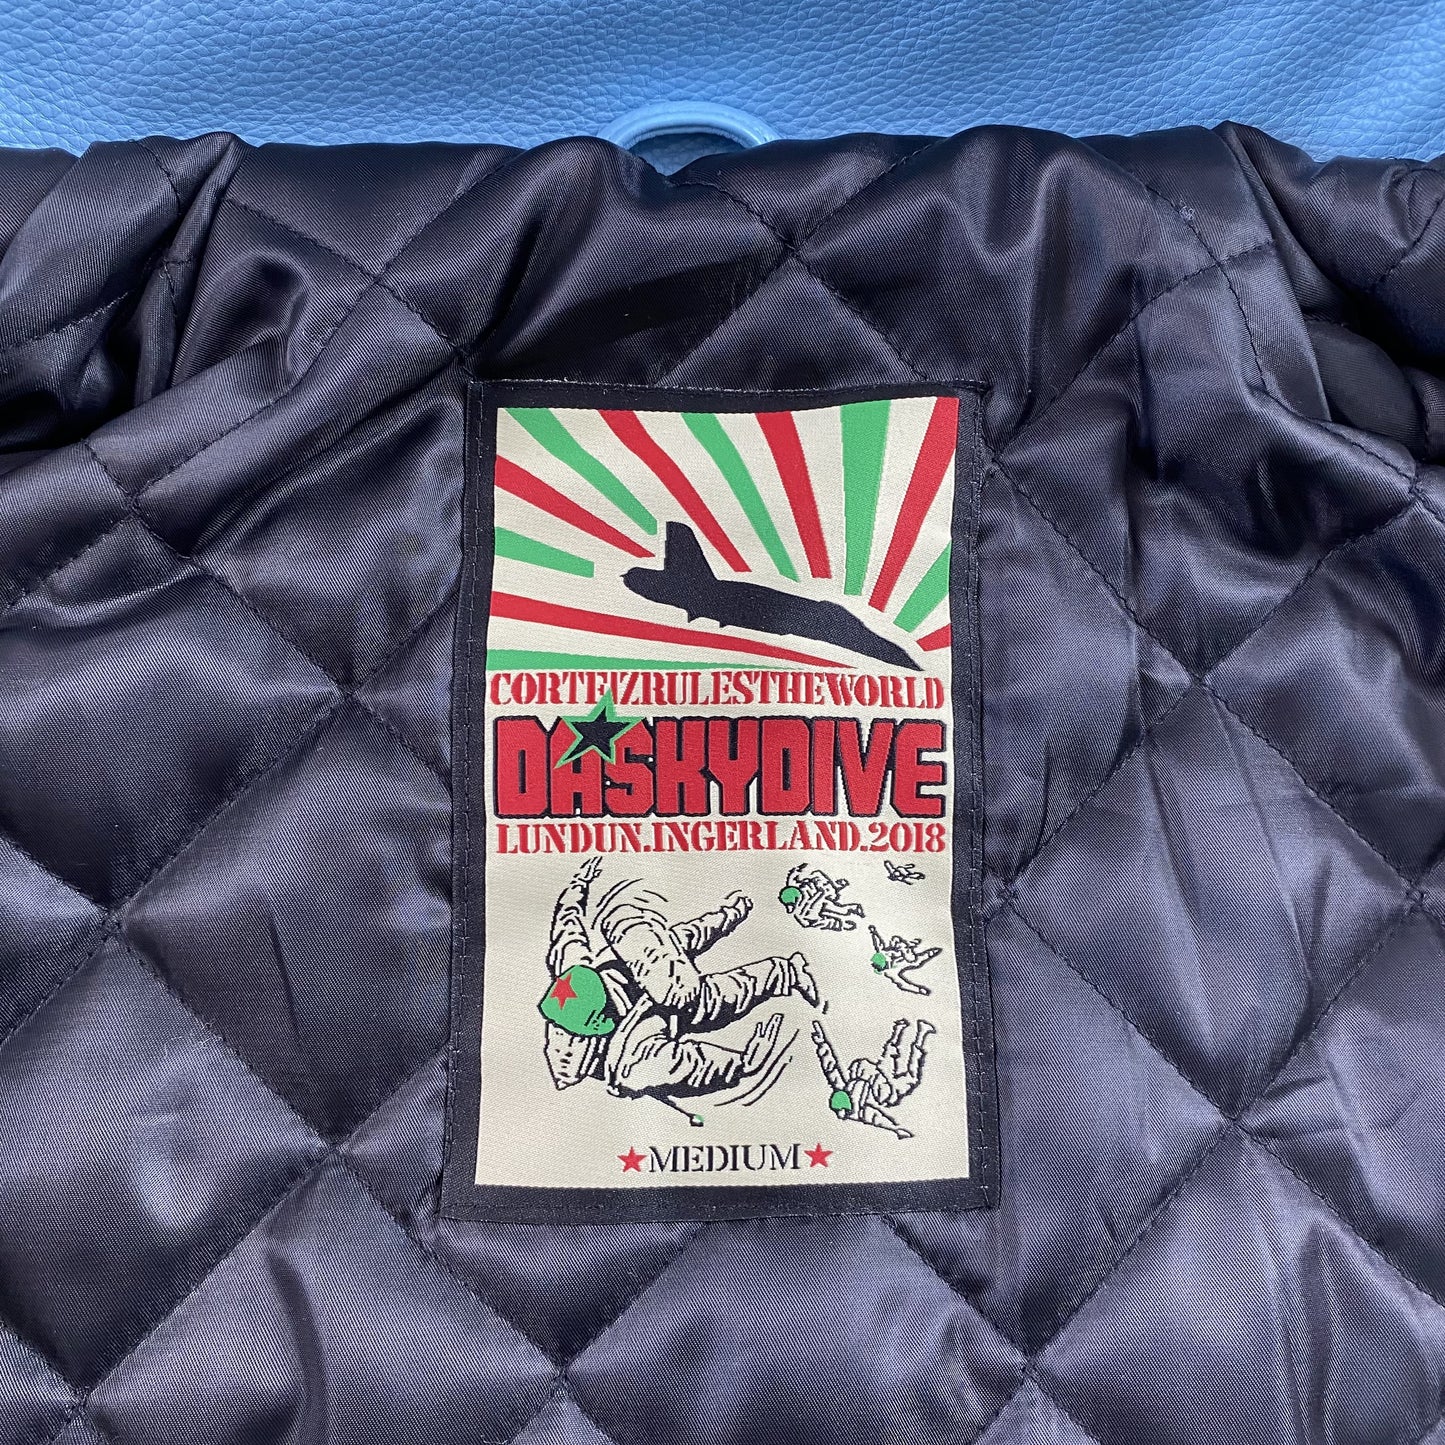 CORTEIZRULESTHEWORLD
DASKYDIVE
LUNDUN.INGERLAND.2018
★MEDIUM★